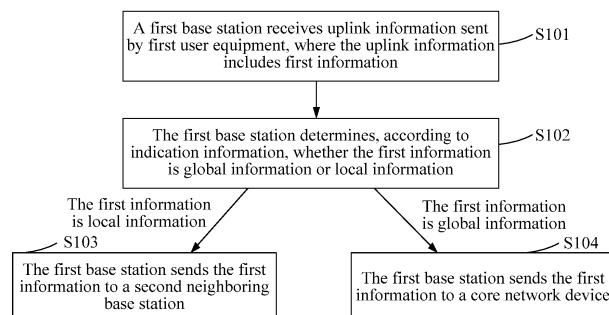 A first base station receives uplink information sent
by first user equipment, where the uplink information
includes first information
S101
The first base station determines, according to
indication information, whether the first information
is global information or local information
S102
The first information
is local information
The first information
is global information
S103
The first base station sends the first
information to a second neighboring
base station
S104
The first base station sends the first
information to a core network device